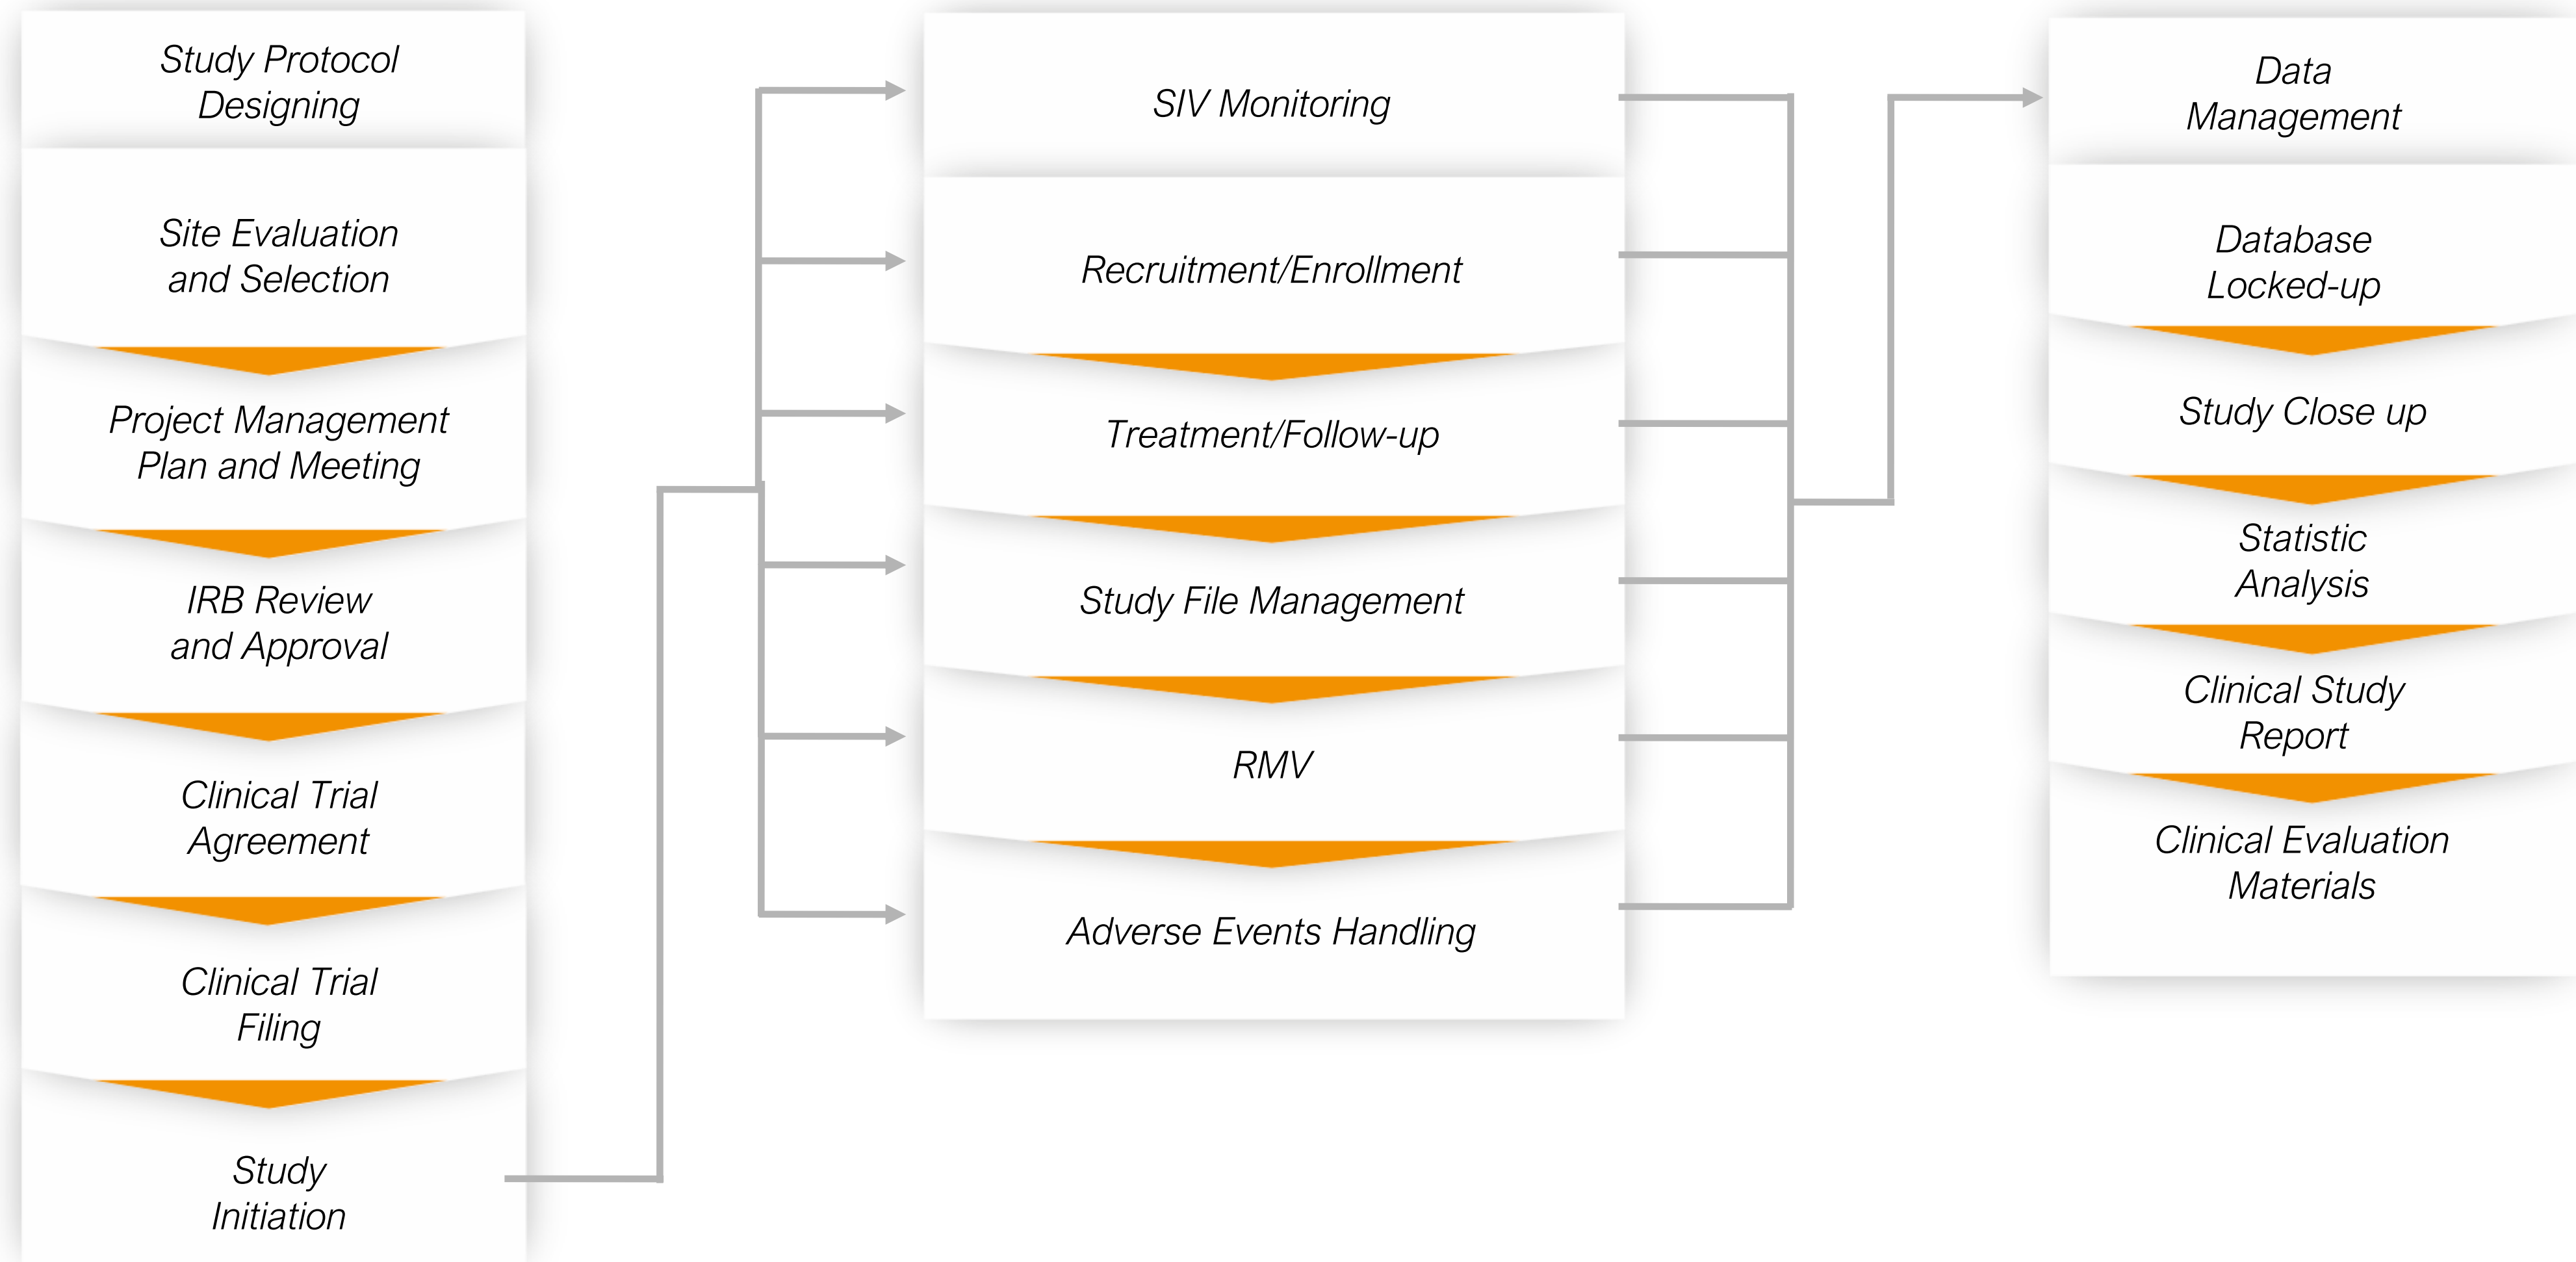 Study Protocol
Designing
Site Evaluation
and Selection
Project Management
Plan and Meeting
IRB Review
and Approval
Clinical Trial
Agreement
Clinical Trial
Filing
Study
Initiation
SIV Monitoring
Recruitment/Enrollment
Treatment/Follow-up
Study File Management
RMV
Adverse Events Handling
Data
Management
Database
Locked-up
Study Close up
Statistic
Analysis
Clinical Study
Report
Clinical Evaluation
Materials